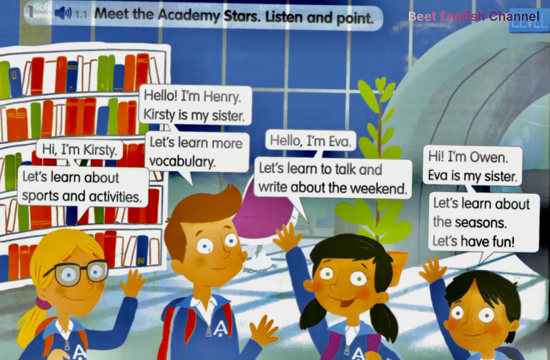 1.1 Meet the Academy Stars. Listen and point.
Beet English Channel
Hello! I'm Henry.
Kirsty is my sister.
Let's learn more
vocabulary.
Hi, I'm Kirsty.
Let's learn about
sports and activities.
Hello, I'm Eva.
Let's learn to talk and
write about the weekend.
Hi! I'm Owen.
Eva is my sister.
Let's learn about
the seasons.
Let's have fun!
A
A
A